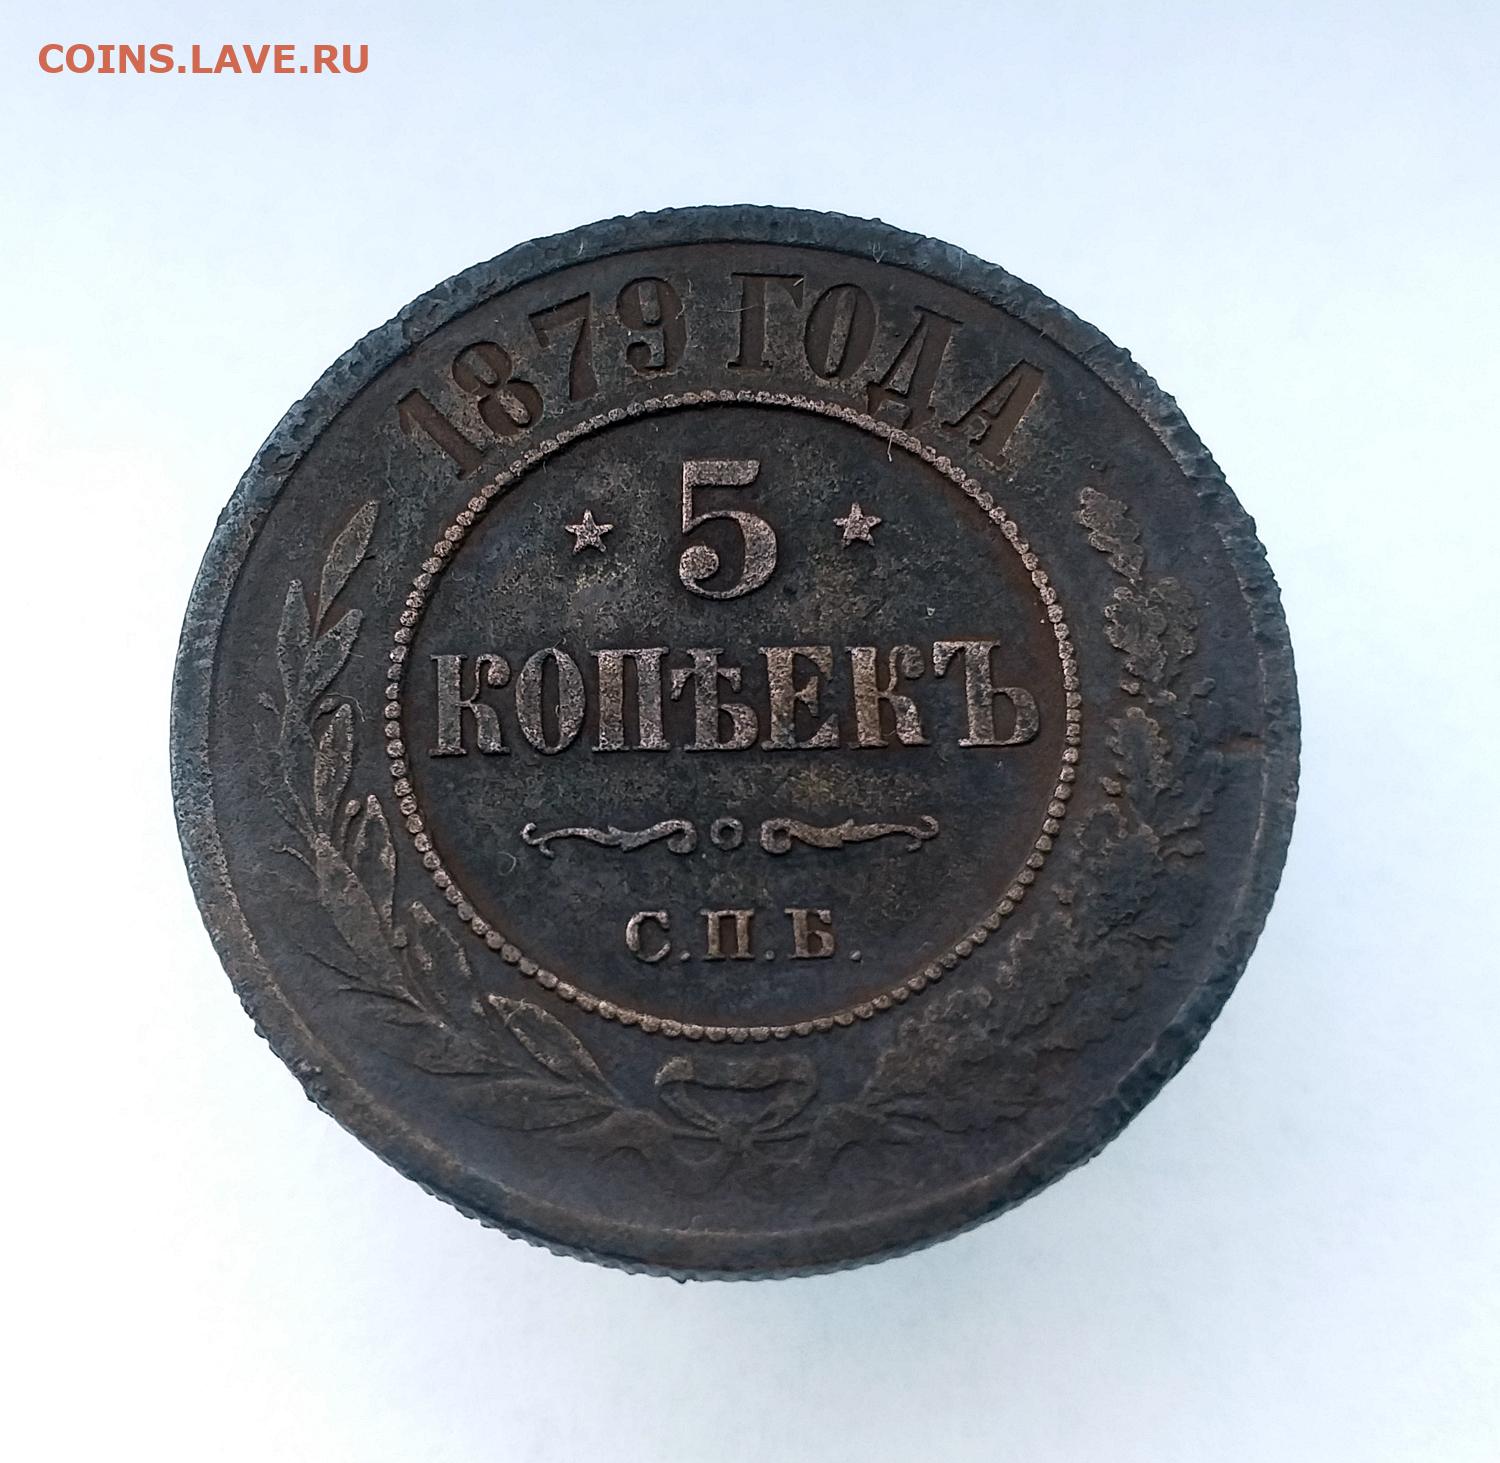 COINS.LAVE.RU
1879 ГОДА
5
КОПѢЕКЪ
С.П.Б.